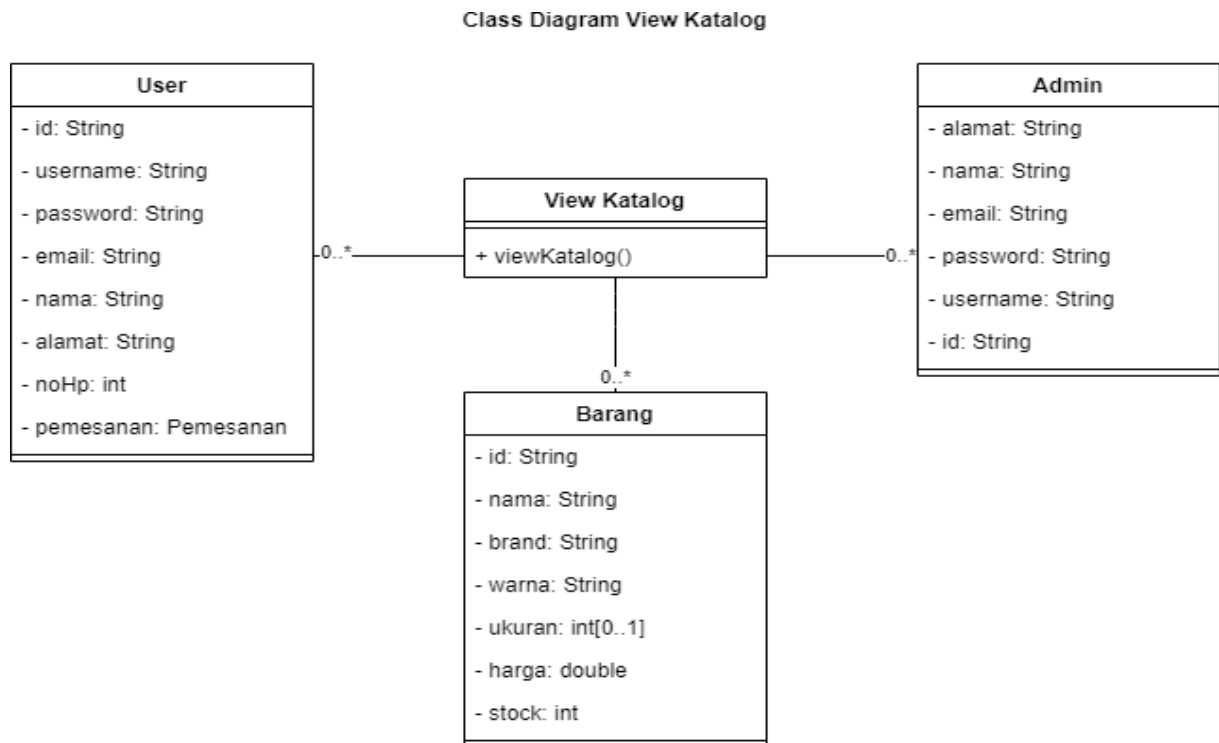 Class Diagram View Katalog
User
- id: String
- username: String
- password: String
- email: String
- nama: String
- alamat: String
- noHp: int
- pemesanan: Pemesanan
0..*
View Katalog
+ viewKatalog()
0..*
Admin
- alamat: String
- nama: String
- email: String
- password: String
- username: String
- id: String
0..*
Barang
- id: String
- nama: String
- brand: String
- warna: String
- ukuran: int[0..1]
- harga: double
- stock: int